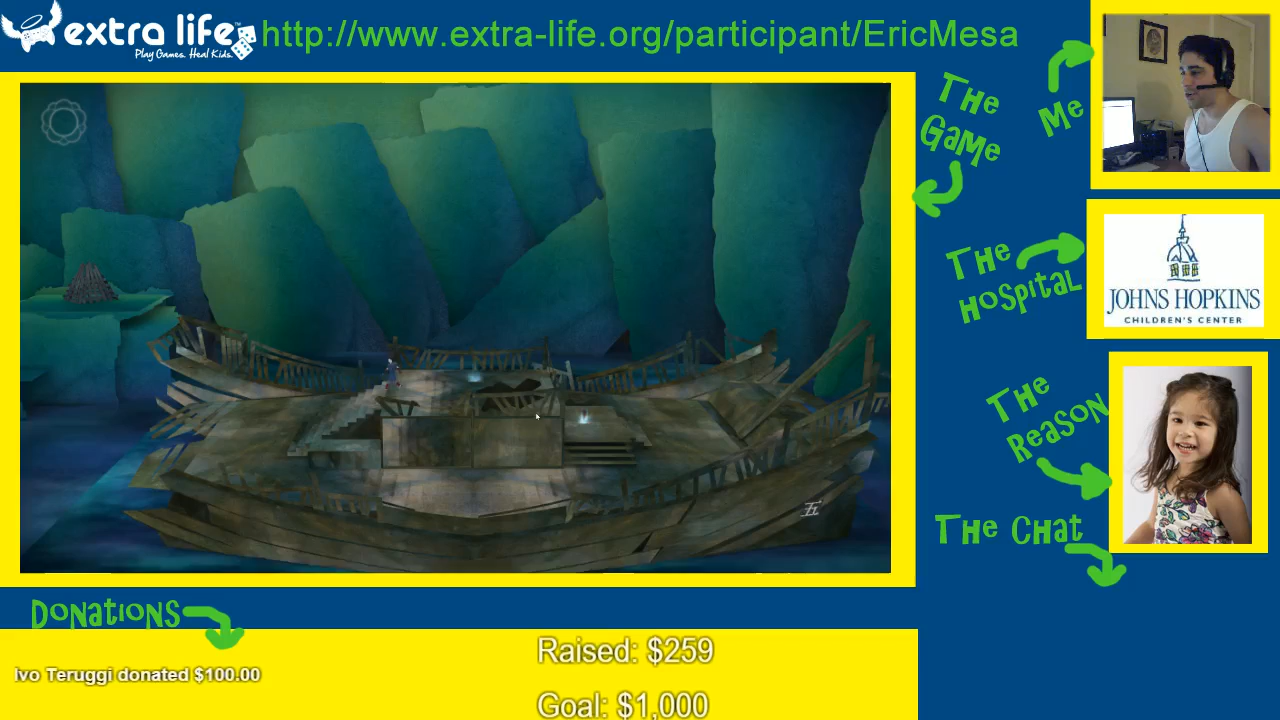 extra life
Play Games. Heal Kids.
http://www.extra-life.org/participant/EricMesa
The
Game
Me
The
Hospital
JOHNS HOPKINS
CHILDREN'S CENTER
The
Reason
The Chat
五
Donations
Ivo Teruggi donated $100.00
Raised: $259
Goal: $1,000